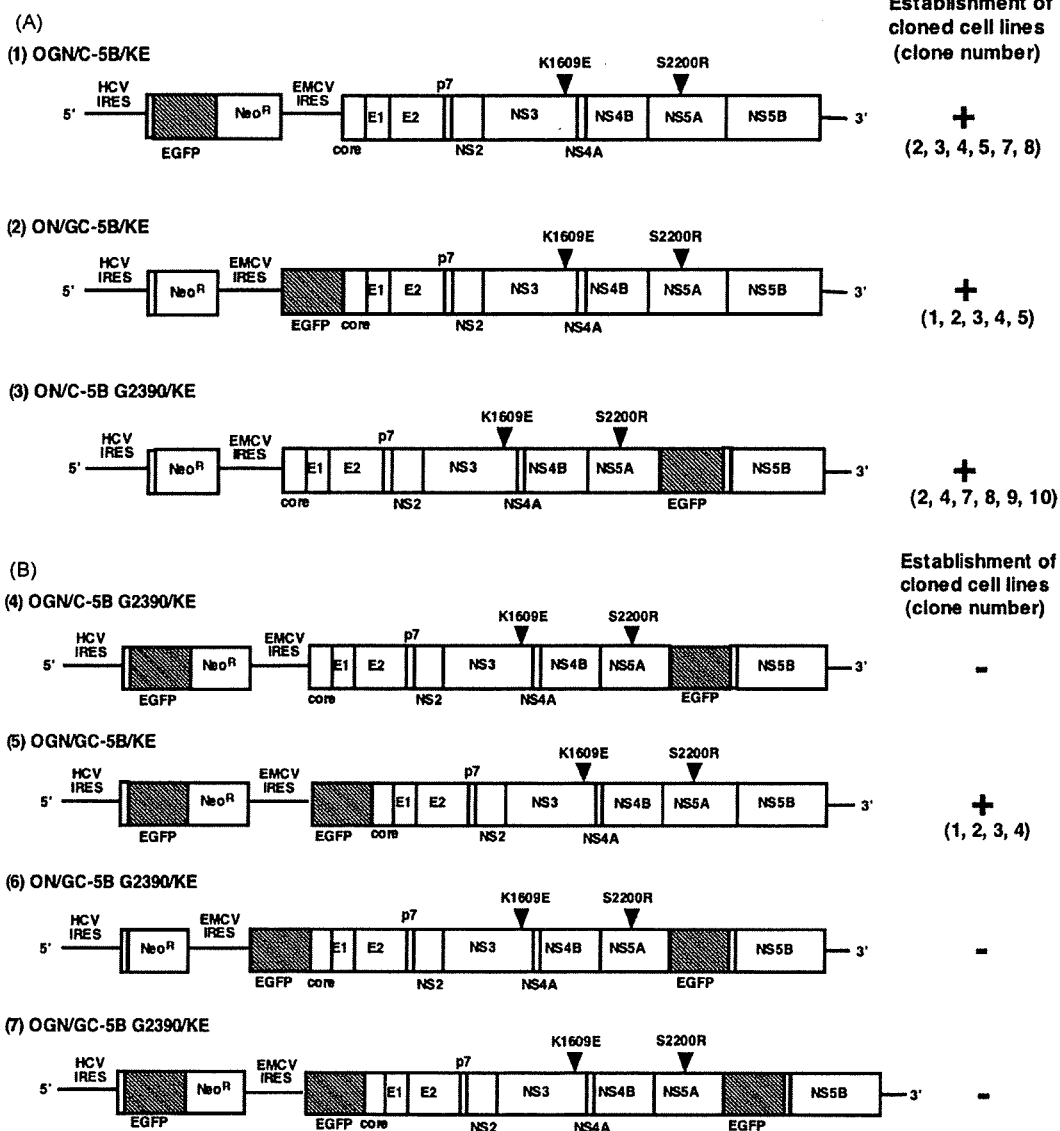 (A)
Establishment of
cloned cell lines
(clone number)
(1) OGN/C-5B/KE
K1609E S2200R
HCV IRES EMCV IRES p7
5' NeoR E1 E2 NS3 NS4B NS5A NS5B 3'
EGFP core NS2 NS4A
+
(2, 3, 4, 5, 7, 8)
(2) ON/GC-5B/KE
K1609E S2200R
HCV IRES EMCV IRES p7
5' NeoR E1 E2 NS3 NS4B NS5A NS5B 3'
EGFP core NS2 NS4A
+
(1, 2, 3, 4, 5)
(3) ON/C-5B G2390/KE
K1609E S2200R
HCV IRES EMCV IRES p7
5' NeoR E1 E2 NS3 NS4B NS5A NS5B 3'
core NS2 NS4A EGFP
+
(2, 4, 7, 8, 9, 10)
(B)
Establishment of
cloned cell lines
(clone number)
(4) OGN/C-5B G2390/KE
K1609E S2200R
HCV IRES EMCV IRES p7
5' NeoR E1 E2 NS3 NS4B NS5A NS5B 3'
EGFP core NS2 NS4A EGFP
-
(5) OGN/GC-5B/KE
K1609E S2200R
HCV IRES EMCV IRES p7
5' NeoR E1 E2 NS3 NS4B NS5A NS5B 3'
EGFP EGFP core NS2 NS4A
+
(1, 2, 3, 4)
(6) ON/GC-5B G2390/KE
K1609E S2200R
HCV IRES EMCV IRES p7
5' NeoR E1 E2 NS3 NS4B NS5A NS5B 3'
EGFP core NS2 NS4A EGFP
-
(7) OGN/GC-5B G2390/KE
K1609E S2200R
HCV IRES EMCV IRES p7
5' NeoR E1 E2 NS3 NS4B NS5A NS5B 3'
EGFP EGFP core NS2 NS4A EGFP
-